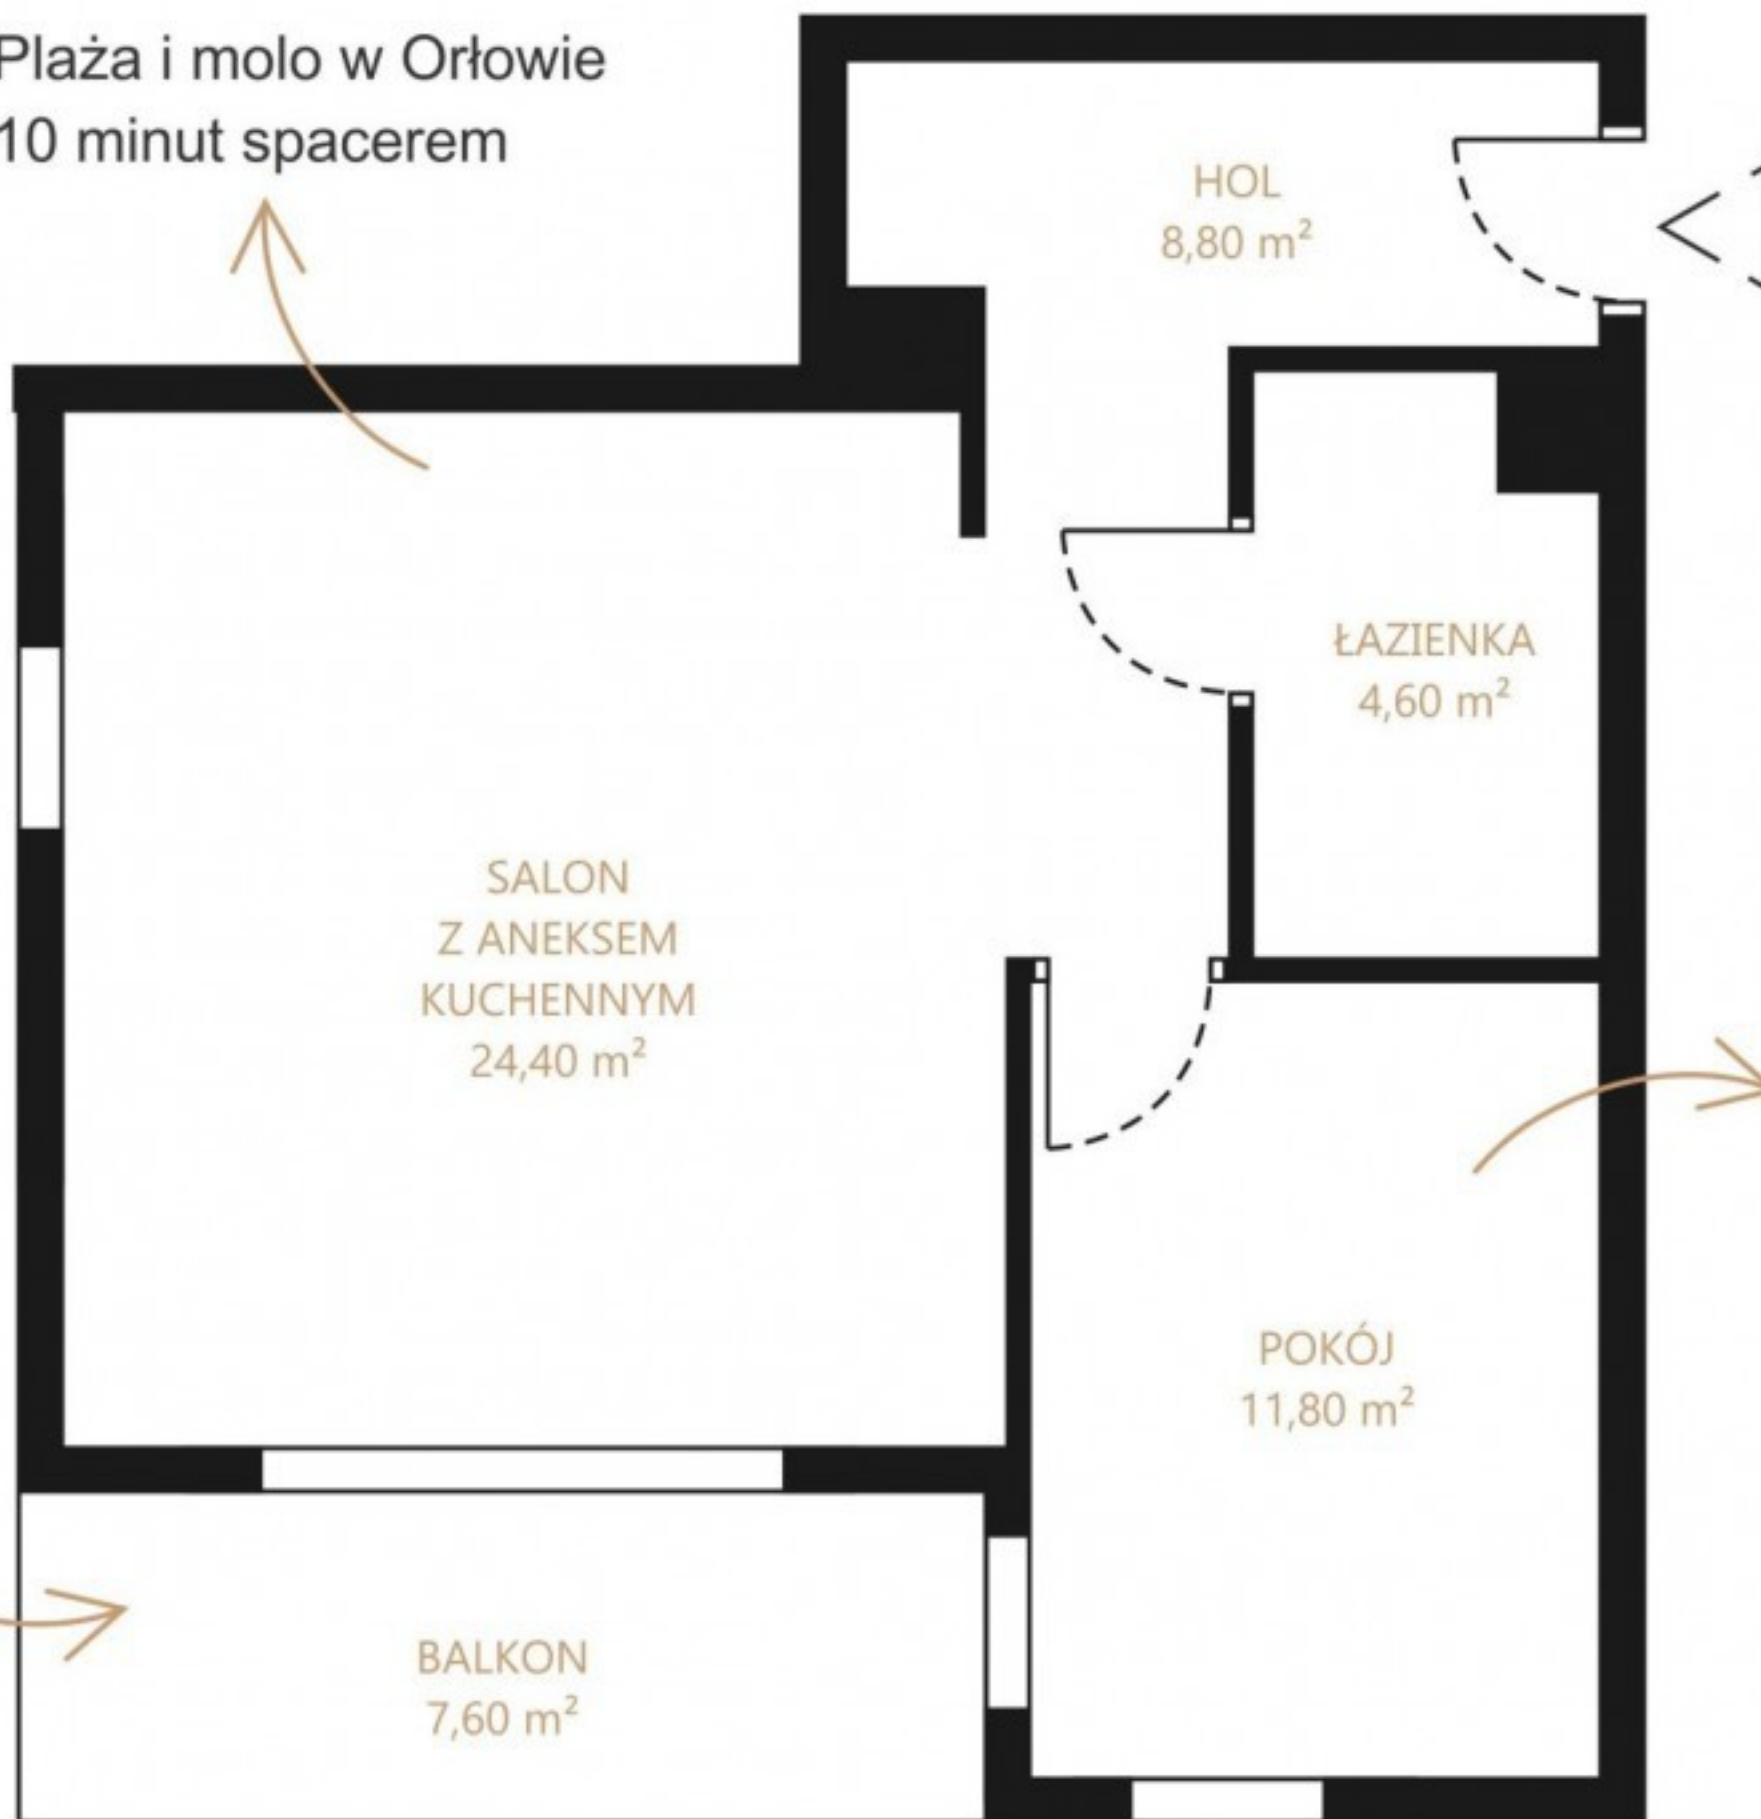 Plaża i molo w Orłowie
10 minut spacerem
HOL
8,80 m²
ŁAZIENKA
4,60 m²
SALON
Z ANEKSEM
KUCHENNYM
24,40 m²
POKÓJ
11,80 m²
BALKON
7,60 m²